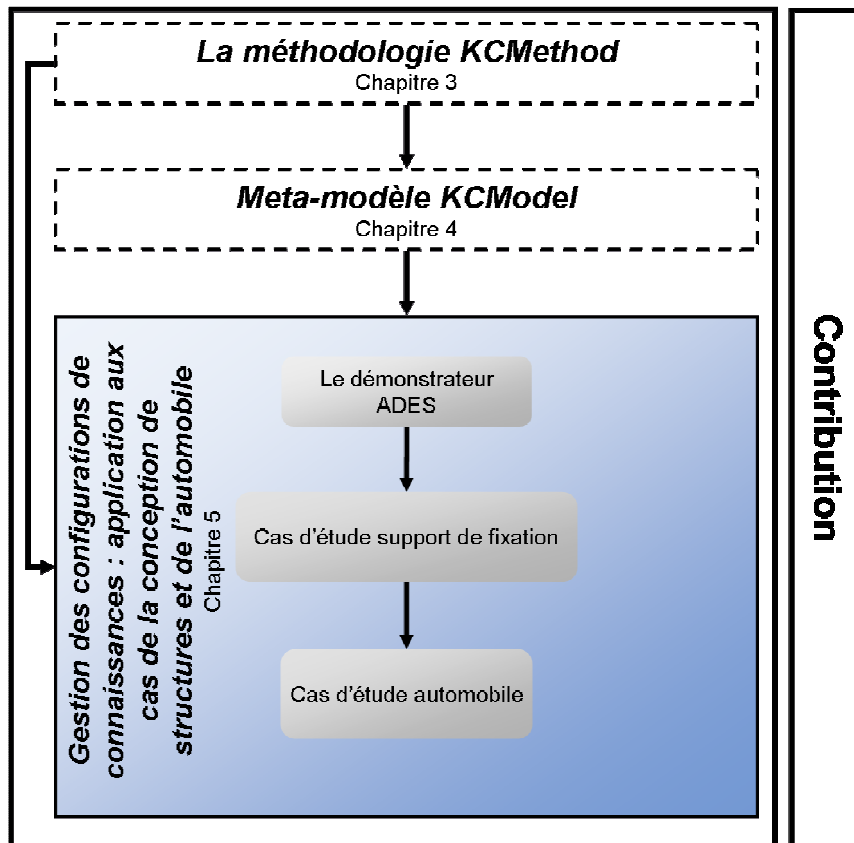 La méthodologie KCMethod
Chapitre 3
Meta-modèle KCModel
Chapitre 4
Gestion des configurations de
connaissances : application aux
cas de la conception de
structures et de l'automobile
Chapitre 5
Le démonstrateur
ADES
Cas d'étude support de fixation
Cas d'étude automobile
Contribution